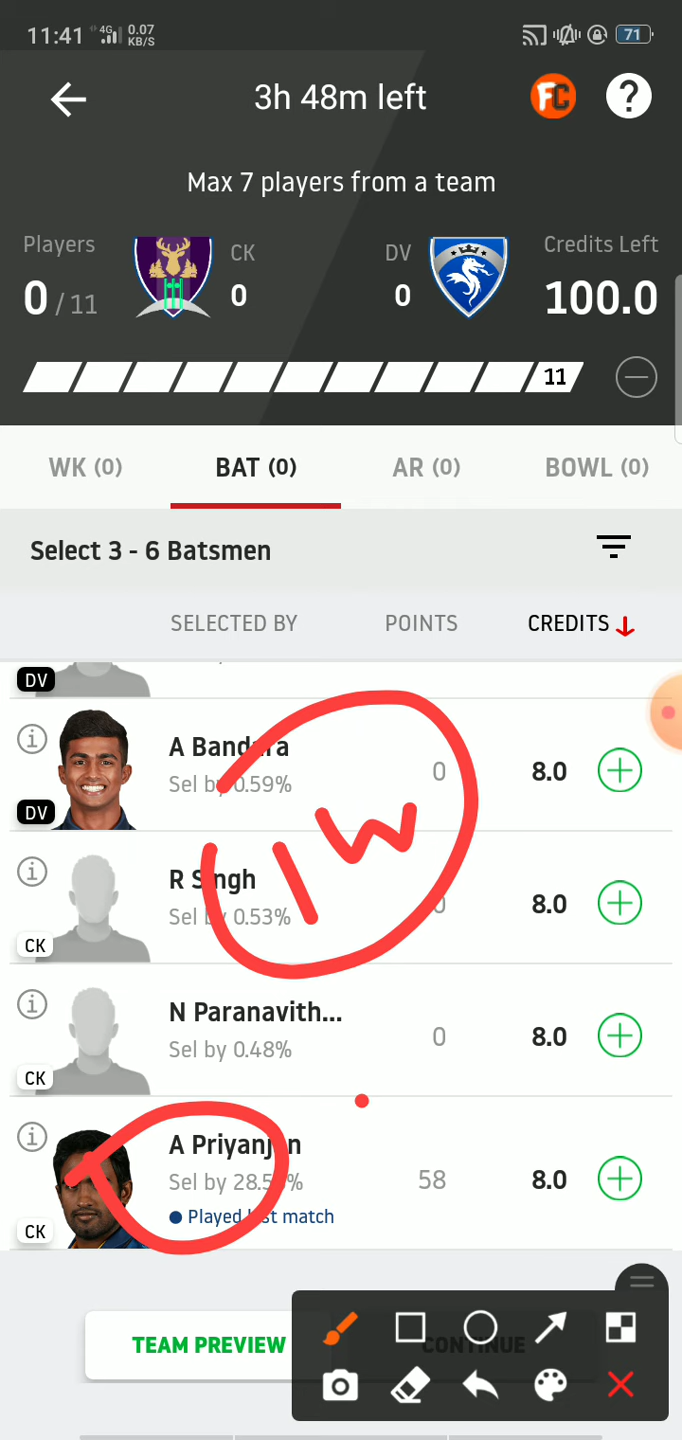 11:41 4G 0.07 KB/S 71
3h 48m left FC ?
Max 7 players from a team
Players CK DV Credits Left
0 / 11 0 0 100.0
11
WK (0) BAT (0) AR (0) BOWL (0)
Select 3 - 6 Batsmen
SELECTED BY POINTS CREDITS
DV
A Bandara
Sel by 0.59% 0 8.0
DV
1W
R Singh
Sel by 0.53% 0 8.0
CK
N Paranavith...
Sel by 0.48% 0 8.0
CK
A Priyanjan
Sel by 28.5 % 58 8.0
Played last match
CK
TEAM PREVIEW CONTINUE